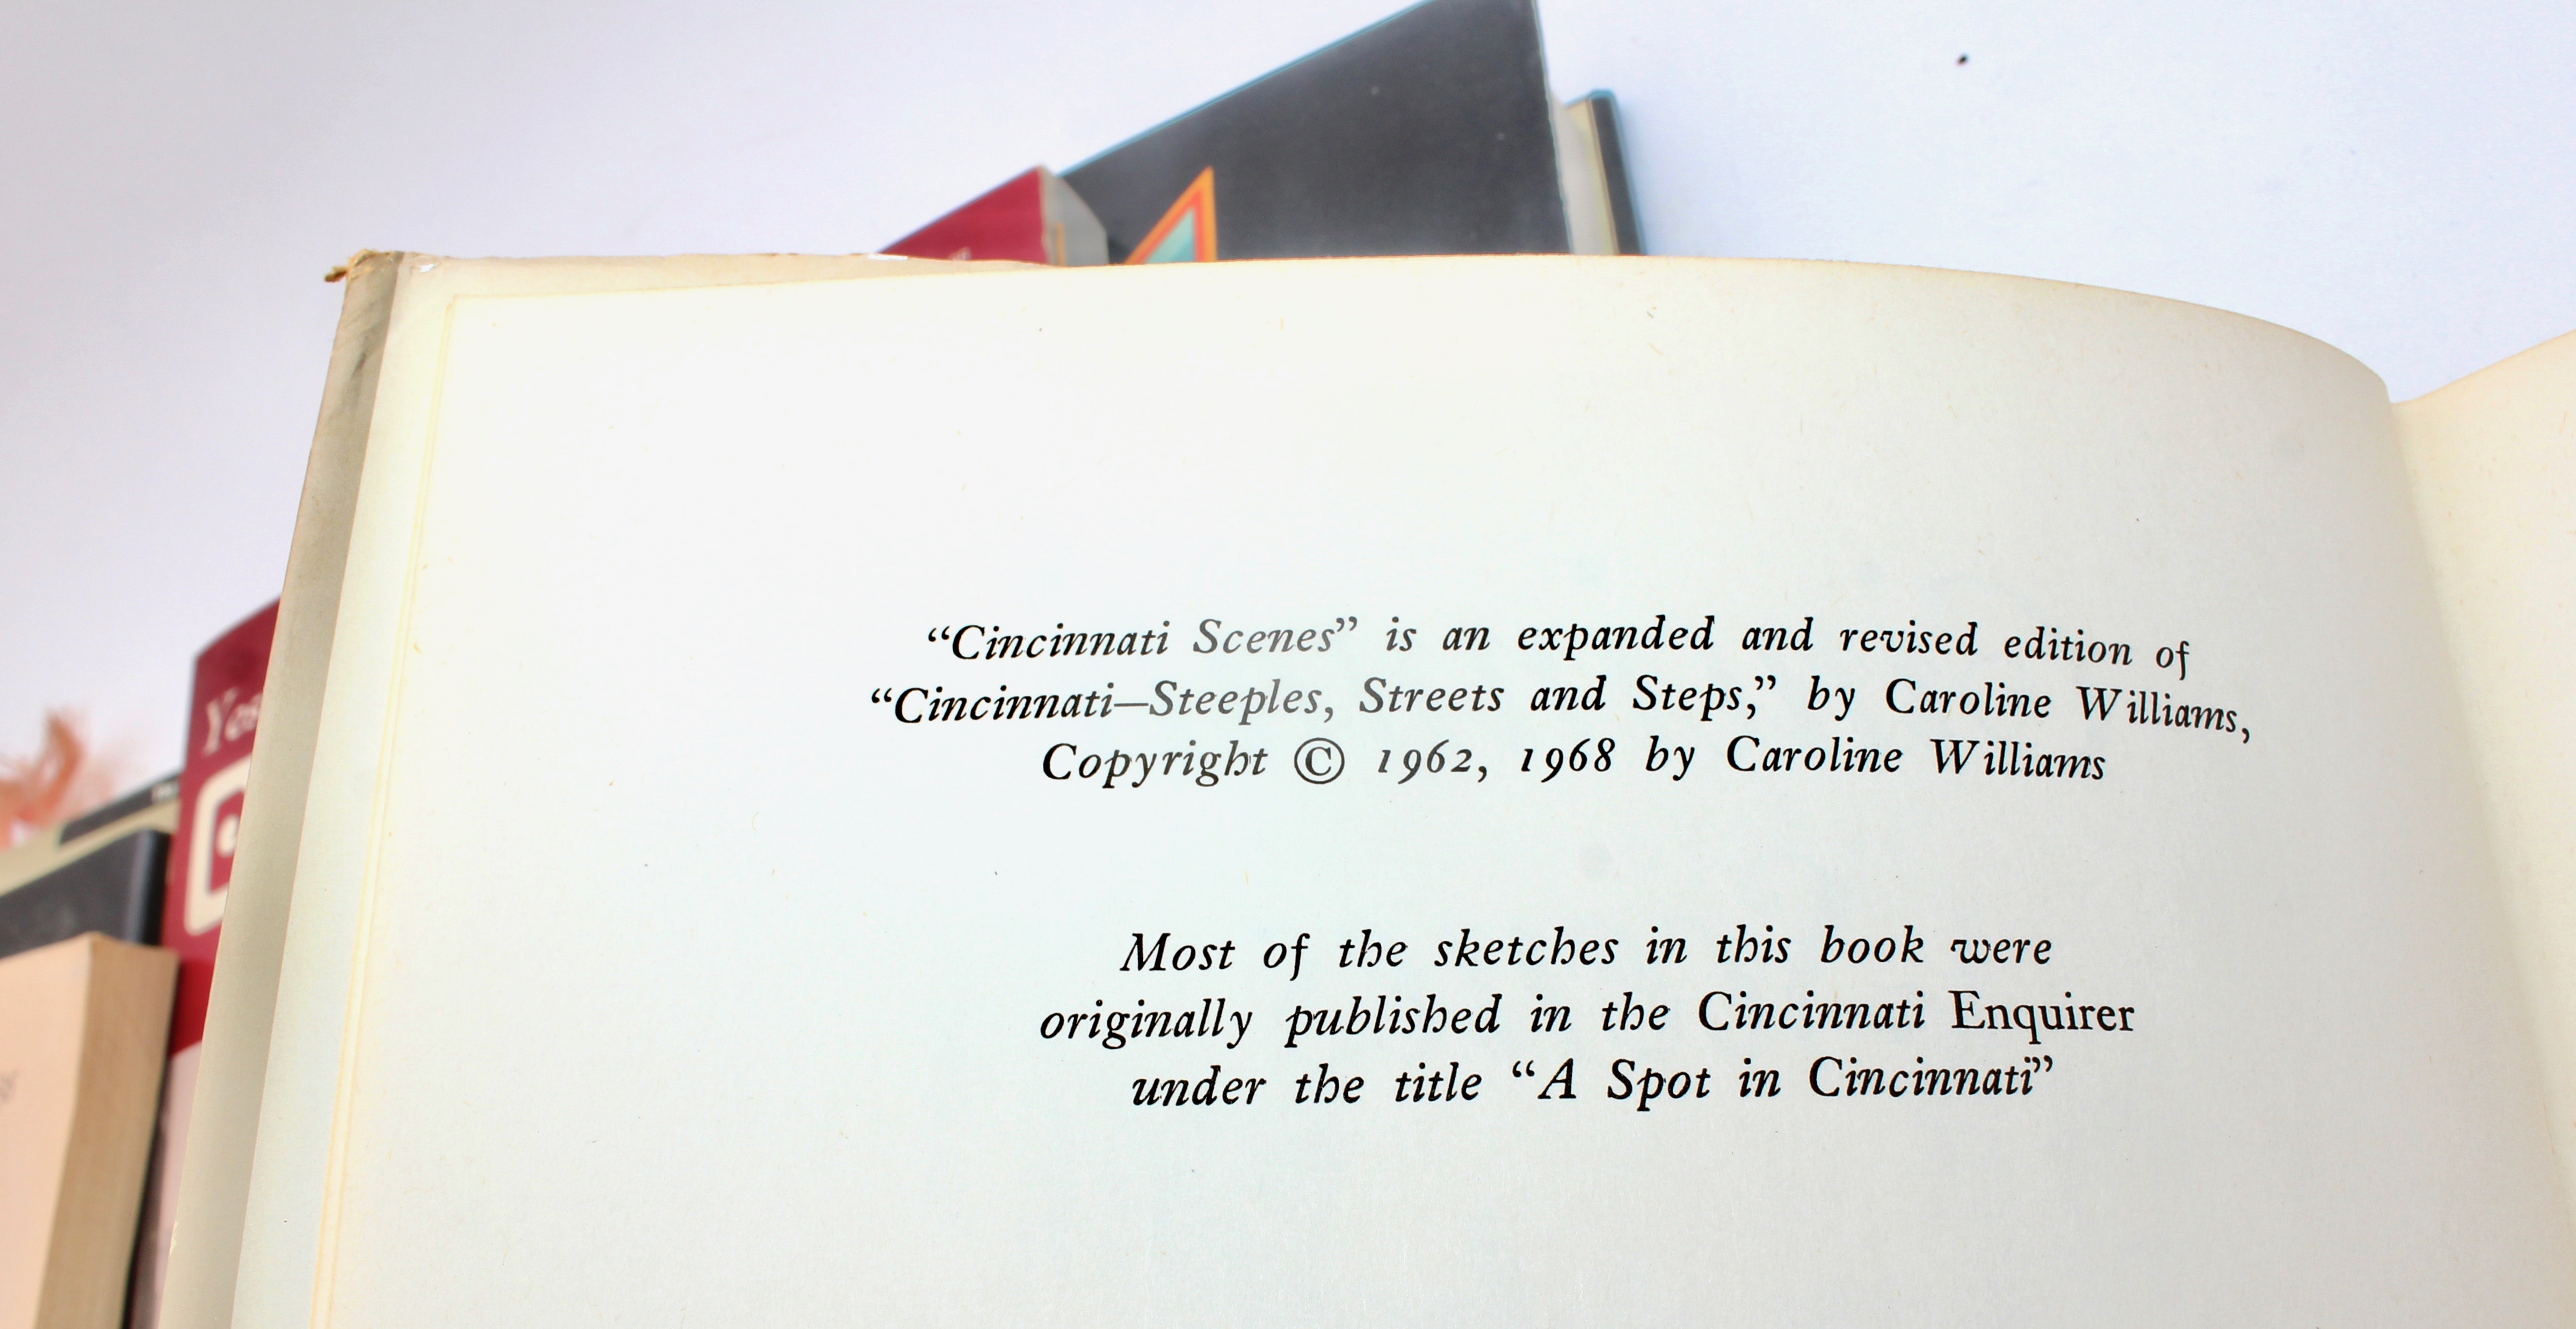 “Cincinnati Scenes” is an expanded and revised edition of
“Cincinnati—Steeples, Streets and Steps,” by Caroline Williams,
Copyright © 1962, 1968 by Caroline Williams
Most of the sketches in this book were
originally published in the Cincinnati Enquirer
under the title “A Spot in Cincinnati”